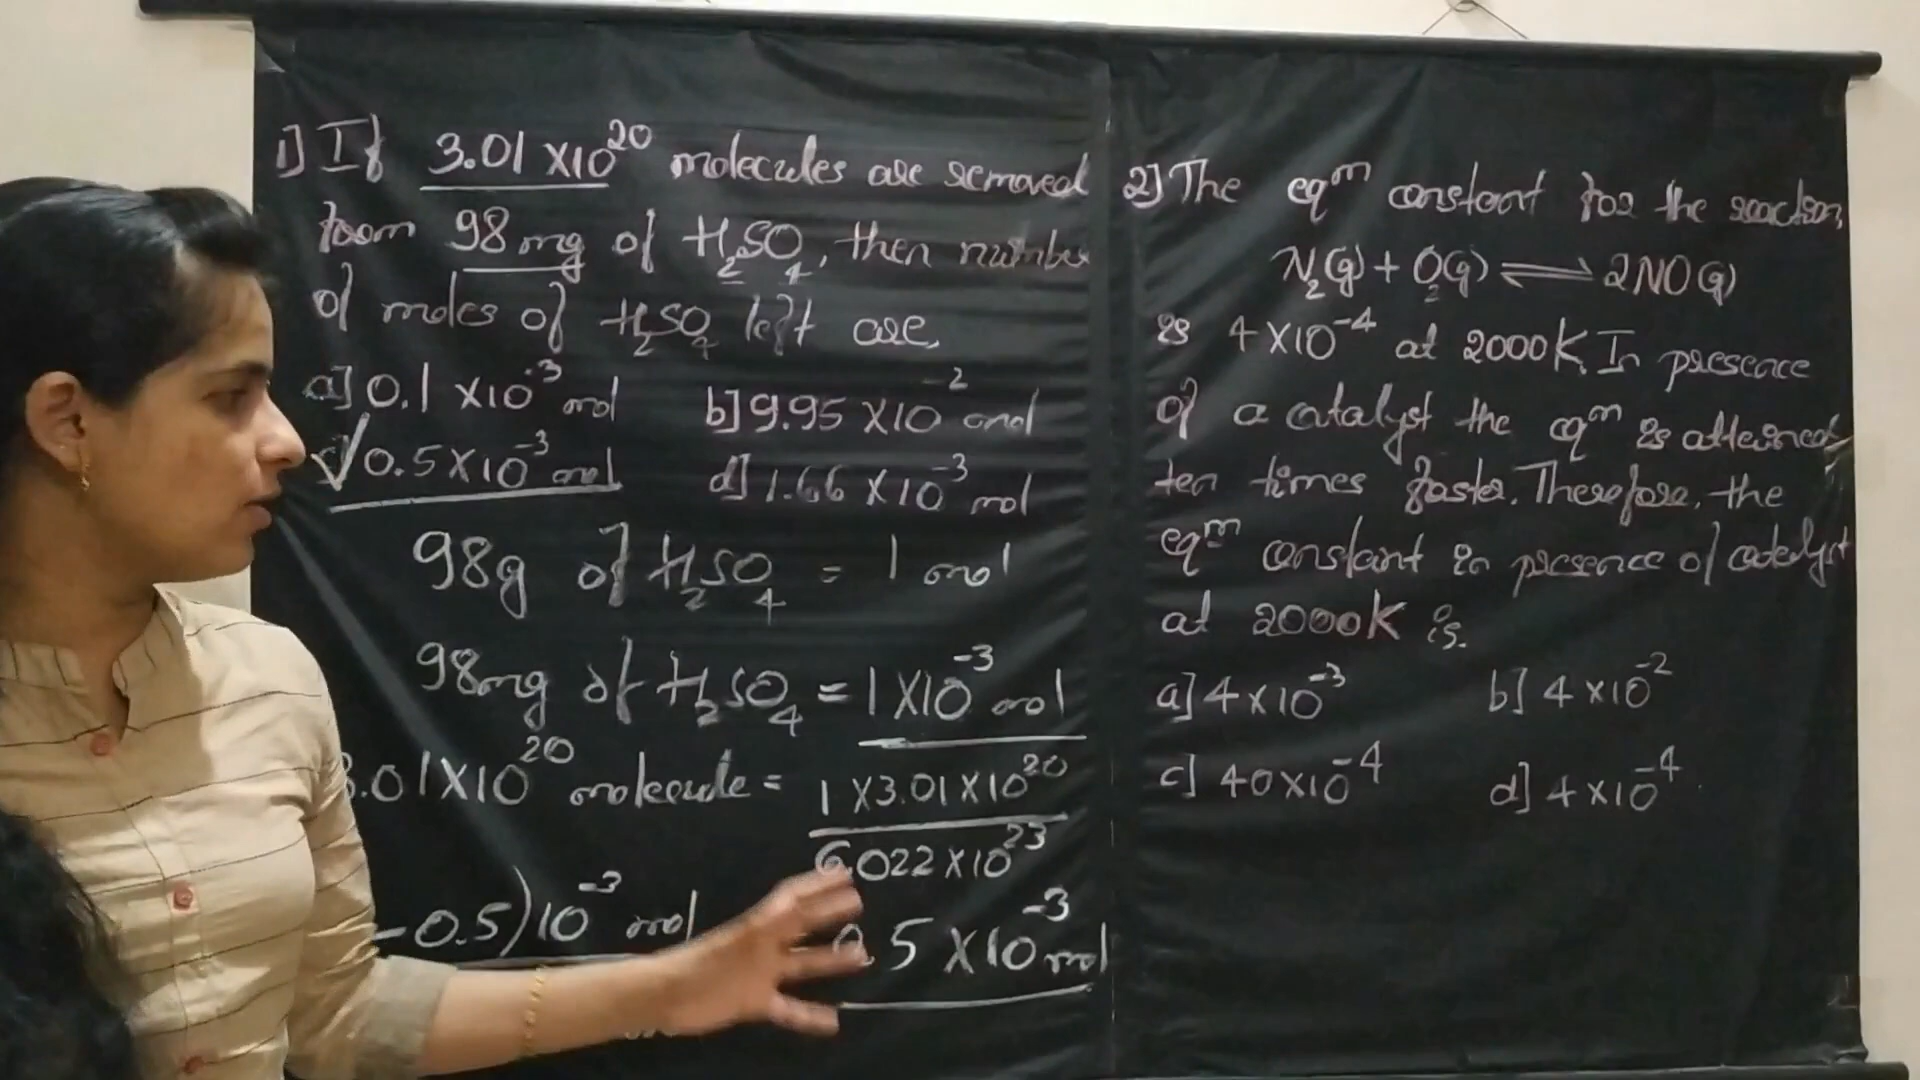 1] If 3.01 X10^20 molecules are removed
from 98 mg of H2SO4, then number
of moles of H2SO4 left are,
a] 0.1 X10^-3 mol b] 9.95 X10^-2 mol
0.5 X10^-3 mol d] 1.66 X10^-3 mol
98g of H2SO4 = 1 mol
98mg of H2SO4 = 1 X10^-3 mol
3.01X10^20 molecule = 1 X3.01X10^20
6.022 X10^23
-0.5)10^-3 mol 0.5 X10^-3 mol
2] The eq^m constant for the reaction,
N2(g) + O2(g) ⇌ 2NO(g)
is 4 X10^-4 at 2000K. In presence
of a catalyst the eq^m is attained
ten times faster. Therefore, the
eq^m constant in presence of catalyst
at 2000K is.
a] 4 x10^-3 b] 4 x10^-2
c] 40 x10^-4 d] 4 x10^-4